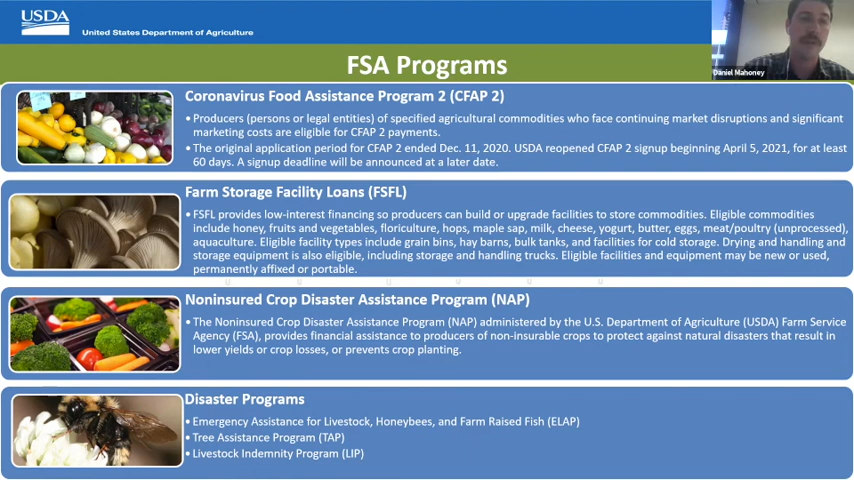 USDA
United States Department of Agriculture
Daniel Mahoney
FSA Programs
Coronavirus Food Assistance Program 2 (CFAP 2)
• Producers (persons or legal entities) of specified agricultural commodities who face continuing market disruptions and significant
marketing costs are eligible for CFAP 2 payments.
• The original application period for CFAP 2 ended Dec. 11, 2020. USDA reopened CFAP 2 signup beginning April 5, 2021, for at least
60 days. A signup deadline will be announced at a later date.
Farm Storage Facility Loans (FSFL)
• FSFL provides low-interest financing so producers can build or upgrade facilities to store commodities. Eligible commodities
include honey, fruits and vegetables, floriculture, hops, maple sap, milk, cheese, yogurt, butter, eggs, meat/poultry (unprocessed),
aquaculture. Eligible facility types include grain bins, hay barns, bulk tanks, and facilities for cold storage. Drying and handling and
storage equipment is also eligible, including storage and handling trucks. Eligible facilities and equipment may be new or used,
permanently affixed or portable.
Noninsured Crop Disaster Assistance Program (NAP)
• The Noninsured Crop Disaster Assistance Program (NAP) administered by the U.S. Department of Agriculture (USDA) Farm Service
Agency (FSA), provides financial assistance to producers of non-insurable crops to protect against natural disasters that result in
lower yields or crop losses, or prevents crop planting.
Disaster Programs
• Emergency Assistance for Livestock, Honeybees, and Farm Raised Fish (ELAP)
• Tree Assistance Program (TAP)
• Livestock Indemnity Program (LIP)